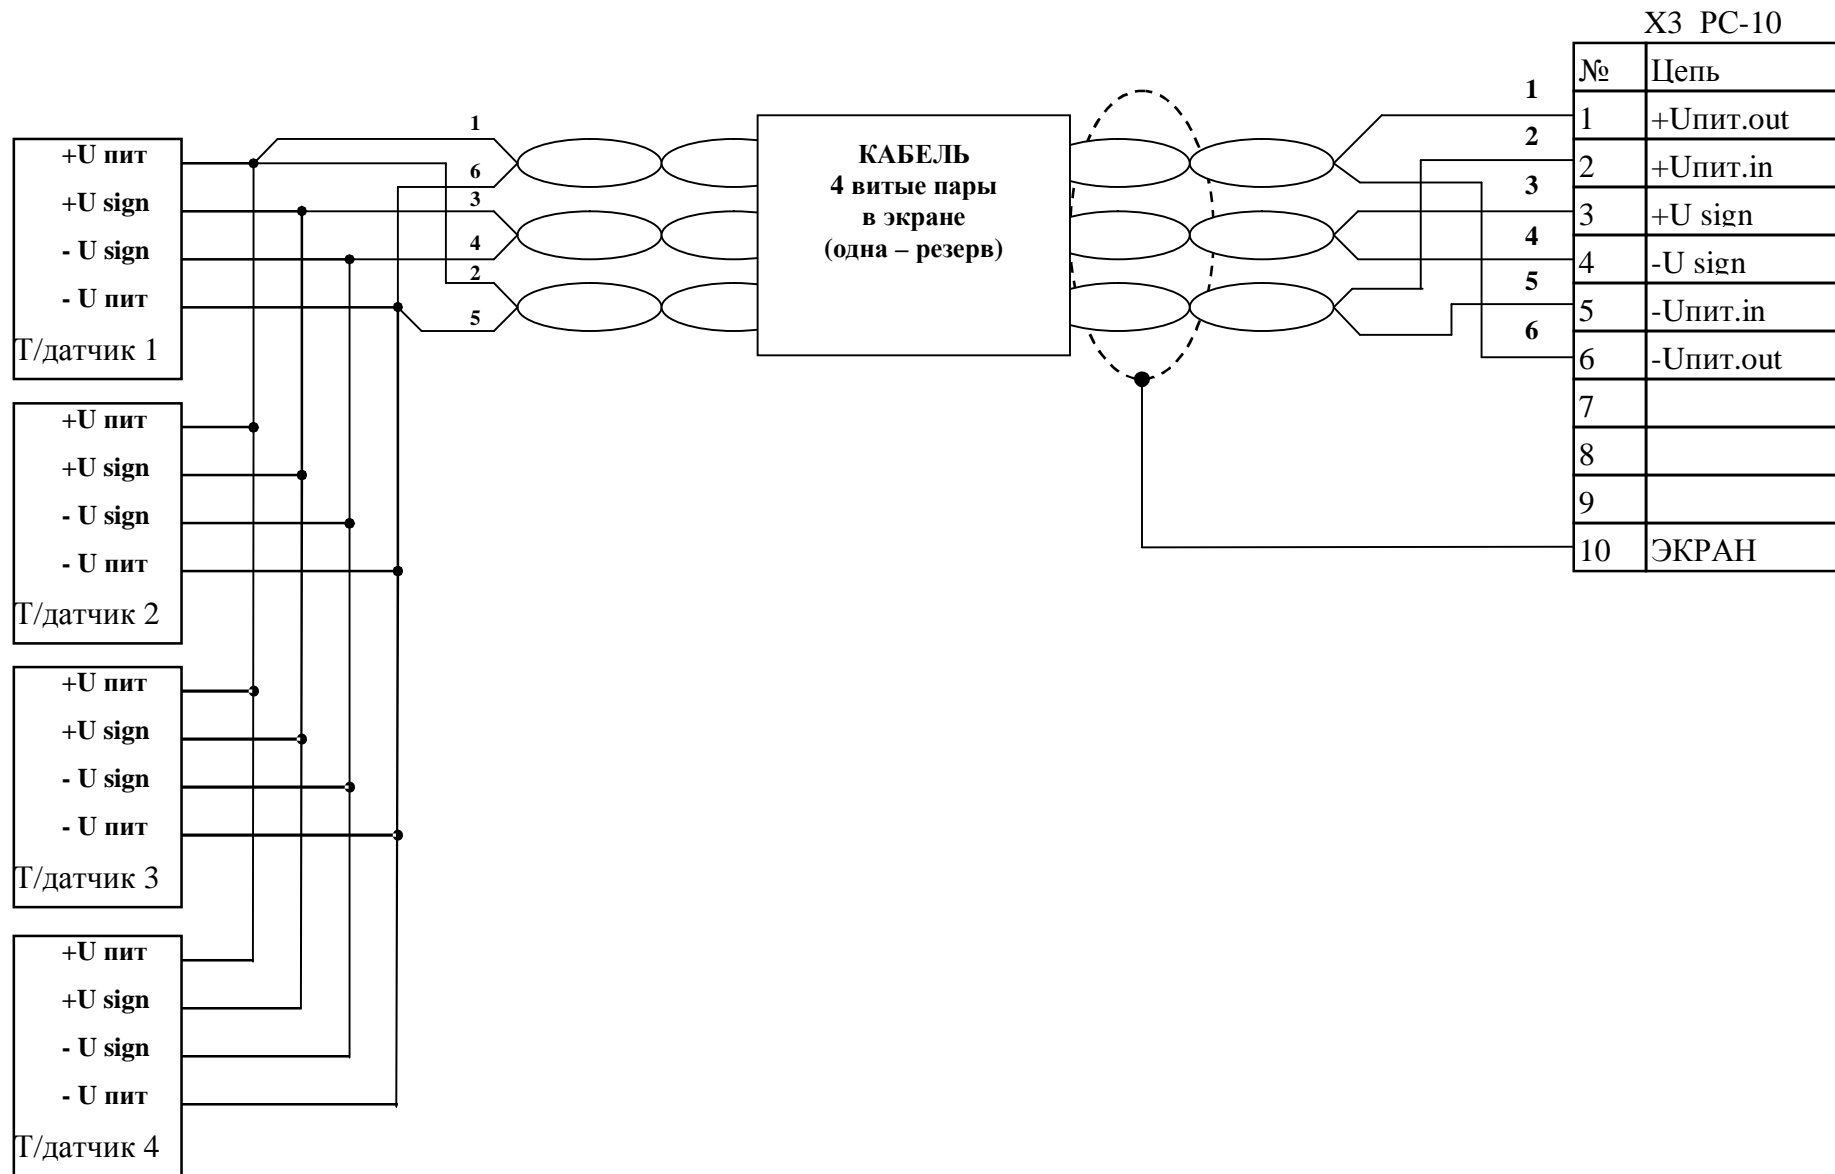 X3 PC-10
№ Цепь
1 +Uпит.out
2 +Uпит.in
3 +U sign
4 -U sign
5 -Uпит.in
6 -Uпит.out
7
8
9
10 ЭКРАН
1
2
3
4
5
6
КАБЕЛЬ
4 витые пары
в экране
(одна – резерв)
1
6
3
4
2
5
+U пит
+U sign
- U sign
- U пит
Т/датчик 1
+U пит
+U sign
- U sign
- U пит
Т/датчик 2
+U пит
+U sign
- U sign
- U пит
Т/датчик 3
+U пит
+U sign
- U sign
- U пит
Т/датчик 4